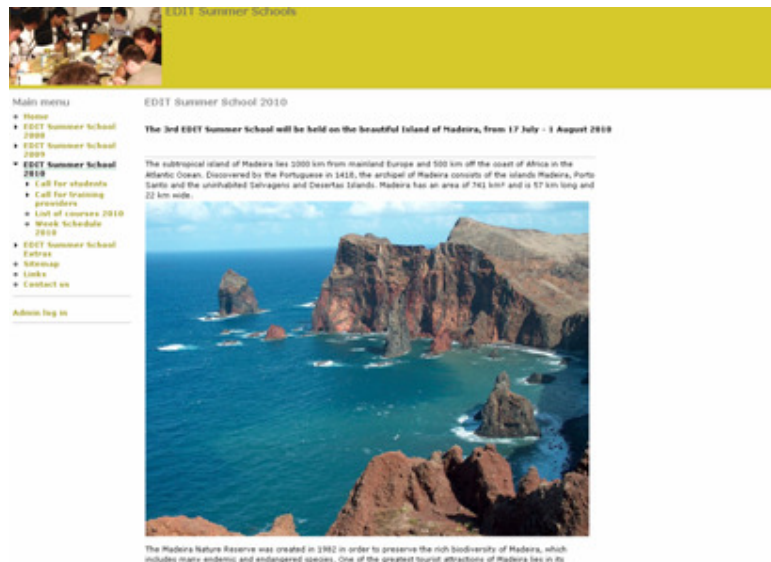 EDIT Summer Schools
Main menu
Home
EDIT Summer School
2008
EDIT Summer School
2009
EDIT Summer School
2010
Call for students
Call for training
providers
List of courses 2010
Week Schedule
2010
EDIT Summer School
Extras
Sitemap
Links
Contact us
Admin log in
EDIT Summer School 2010
The 3rd EDIT Summer School will be held on the beautiful Island of Madeira, from 17 July - 1 August 2010
The subtropical island of Madeira lies 1000 km from mainland Europe and 500 km off the coast of Africa in the
Atlantic Ocean. Discovered by the Portuguese in 1418, the archipel of Madeira consists of the islands Madeira, Porto
Santo and the uninhabited Selvagens and Desertas Islands. Madeira has an area of 741 km² and is 57 km long and
22 km wide.
The Madeira Nature Reserve was created in 1982 in order to preserve the rich biodiversity of Madeira, which
includes many endemic and endangered species. One of the greatest tourist attractions of Madeira lies in its